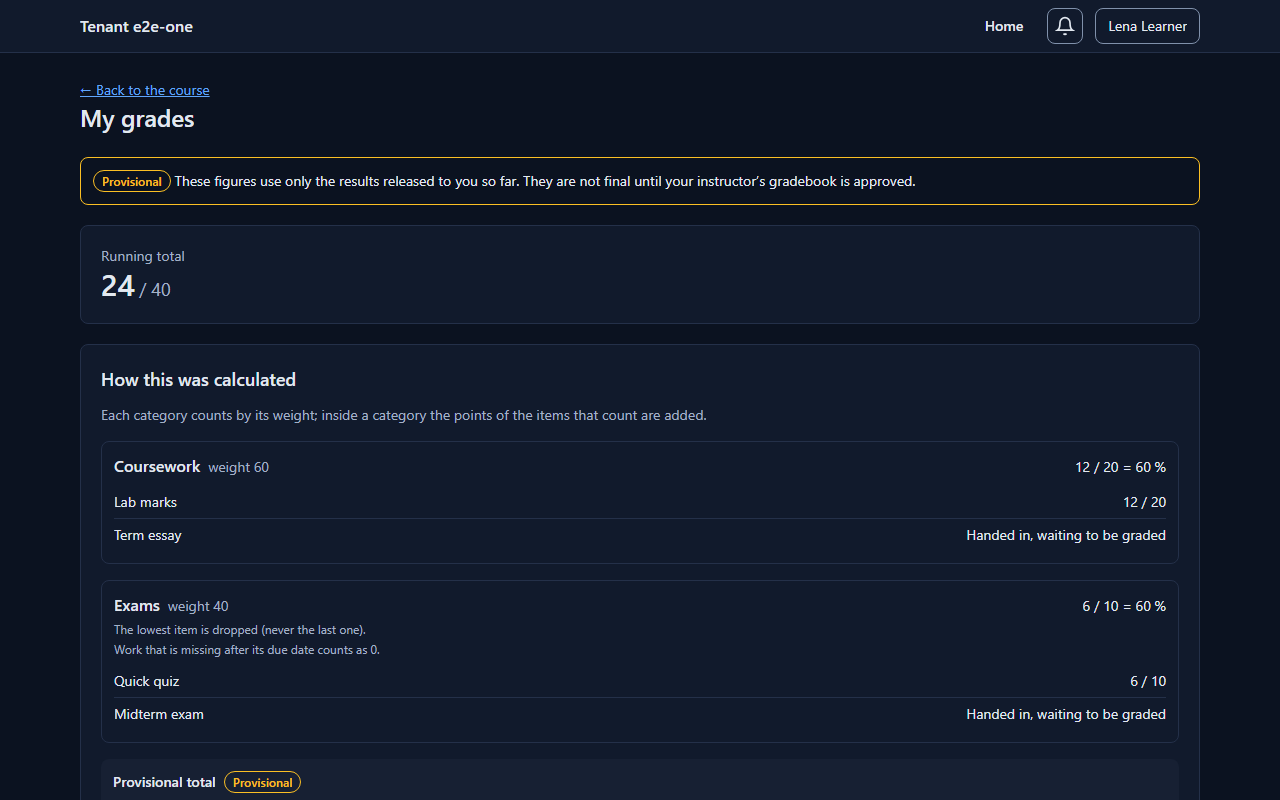 Tenant e2e-one
Home
Lena Learner
← Back to the course
My grades
Provisional These figures use only the results released to you so far. They are not final until your instructor’s gradebook is approved.
Running total
24 / 40
How this was calculated
Each category counts by its weight; inside a category the points of the items that count are added.
Coursework weight 60 12 / 20 = 60 %
Lab marks 12 / 20
Term essay Handed in, waiting to be graded
Exams weight 40 6 / 10 = 60 %
The lowest item is dropped (never the last one).
Work that is missing after its due date counts as 0.
Quick quiz 6 / 10
Midterm exam Handed in, waiting to be graded
Provisional total Provisional